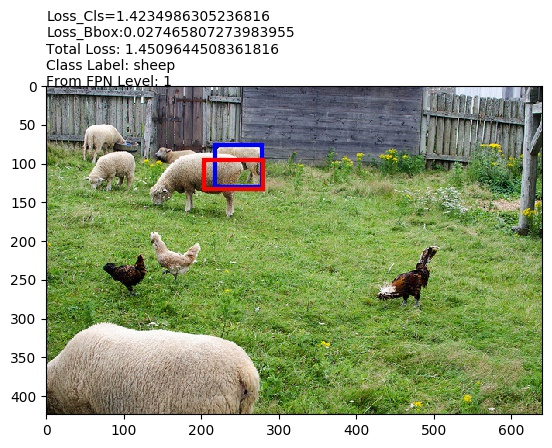 Loss_Cls=1.4234986305236816
Loss_Bbox:0.027465807273983955
Total Loss: 1.4509644508361816
Class Label: sheep
From FPN Level: 1
0
50
100
150
200
250
300
350
400
0 100 200 300 400 500 600